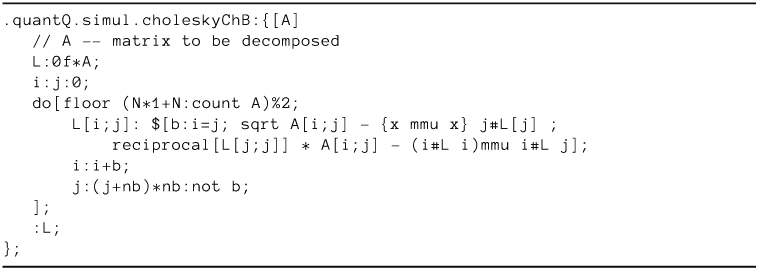 .quantQ.simul.choleskyChB:{[A]
// A -- matrix to be decomposed
L:0f*A;
i:j:0;
do[floor (N*1+N:count A)%2;
L[i;j]: $[b:i=j; sqrt A[i;j] - {x mmu x} j#L[j] ;
reciprocal[L[j;j]] * A[i;j] - (i#L i)mmu i#L j];
i:i+b;
j:(j+nb)*nb:not b;
];
:L;
};